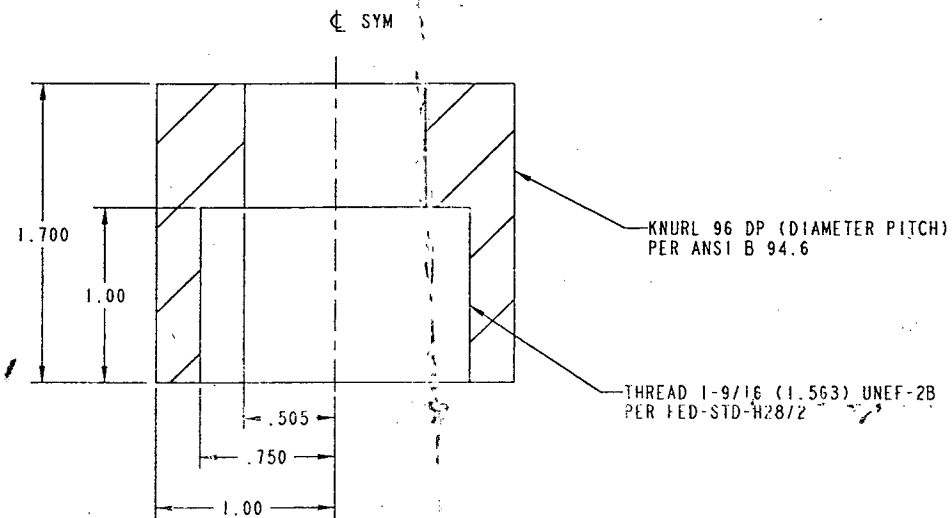 ℄ SYM
1.700
1.00
KNURL 96 DP (DIAMETER PITCH)
PER ANSI B 94.6
THREAD 1-9/16 (1.563) UNEF-2B
PER FED-STD-H28/2
.505
.750
1.00